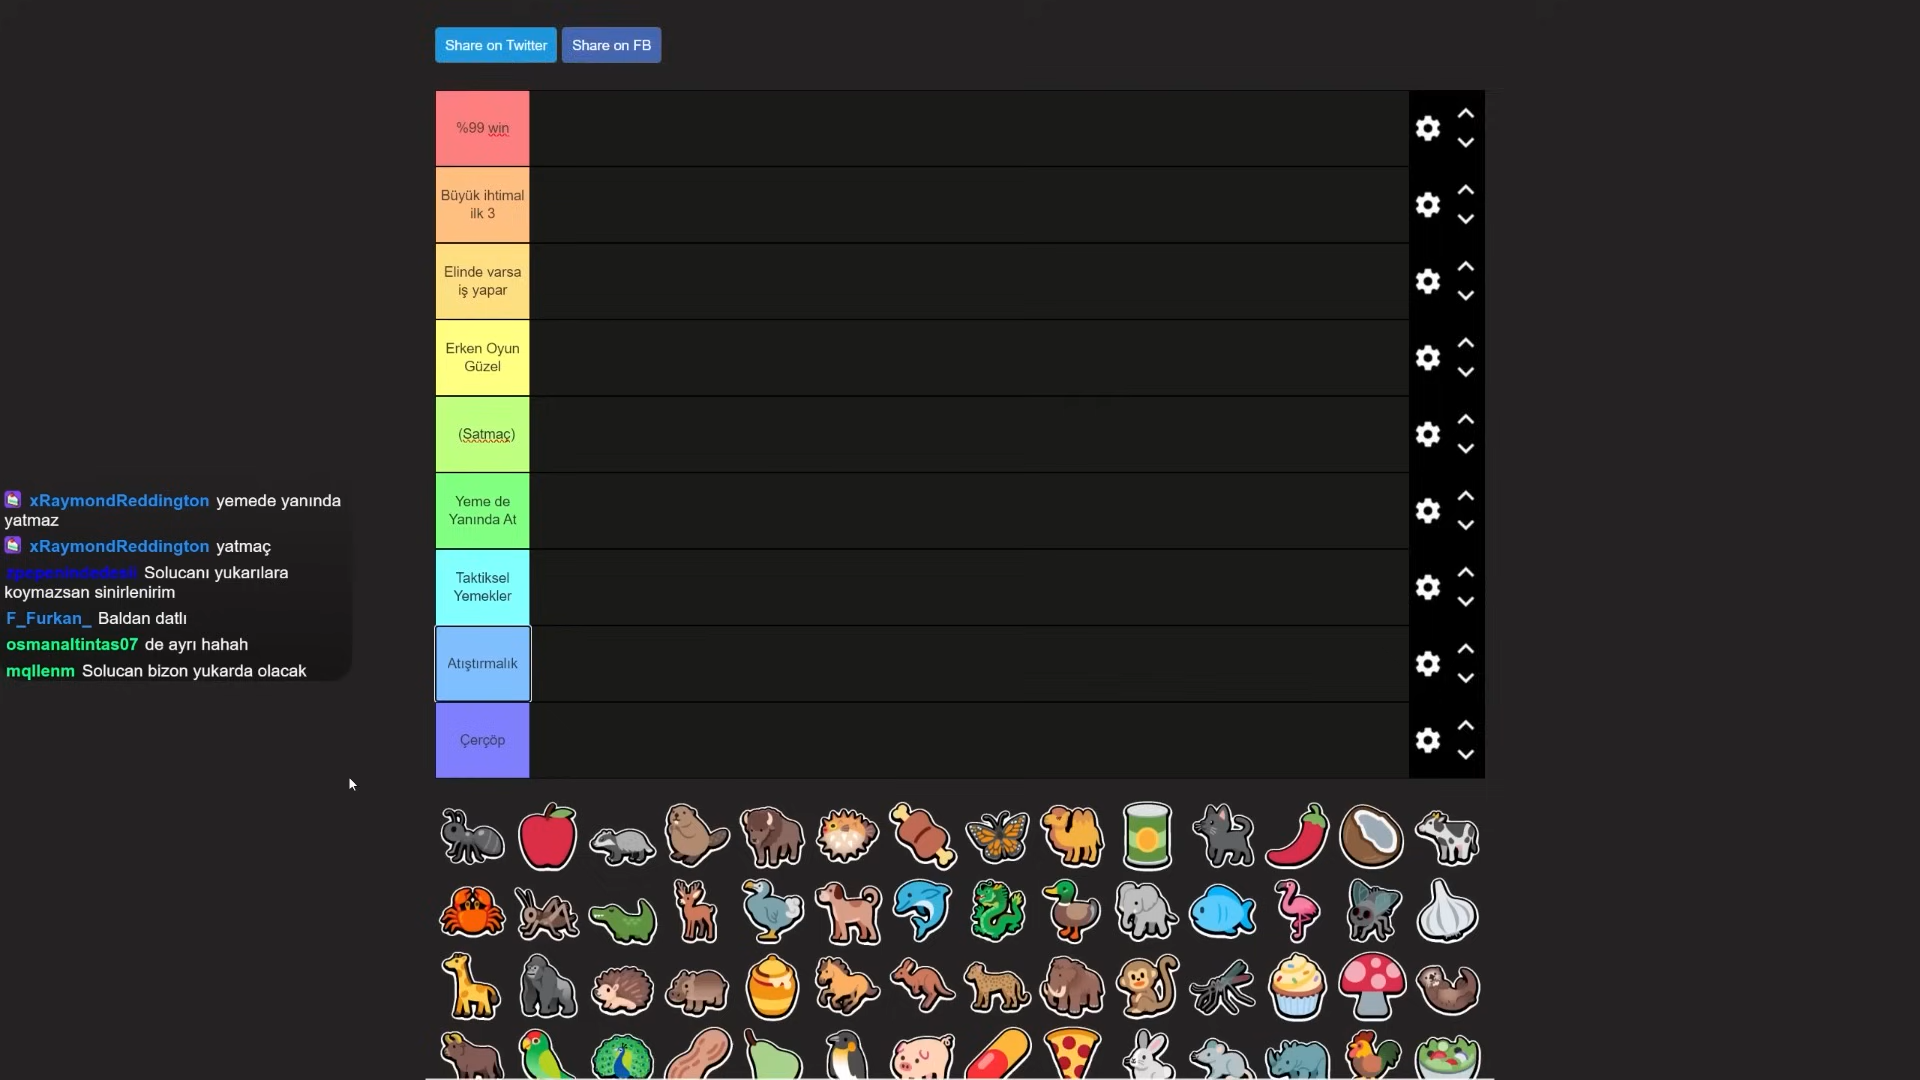 Share on Twitter
Share on FB
%99 win
Büyük ihtimal
ilk 3
Elinde varsa
iş yapar
Erken Oyun
Güzel
(Satmaç)
Yeme de
Yanında At
Taktiksel
Yemekler
Atıştırmalık
Çerçöp
xRaymondReddington yemede yanında
yatmaz
xRaymondReddington yatmaç
Solucanı yukarılara
koymazsan sinirlenirim
F_Furkan_ Baldan datlı
osmanaltintas07 de ayrı hahah
mqllenm Solucan bizon yukarda olacak